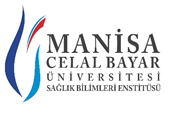 MANİSA
CELAL BAYAR
ÜNİVERSİTESİ
SAĞLIK BİLİMLERİ ENSTİTÜSÜ